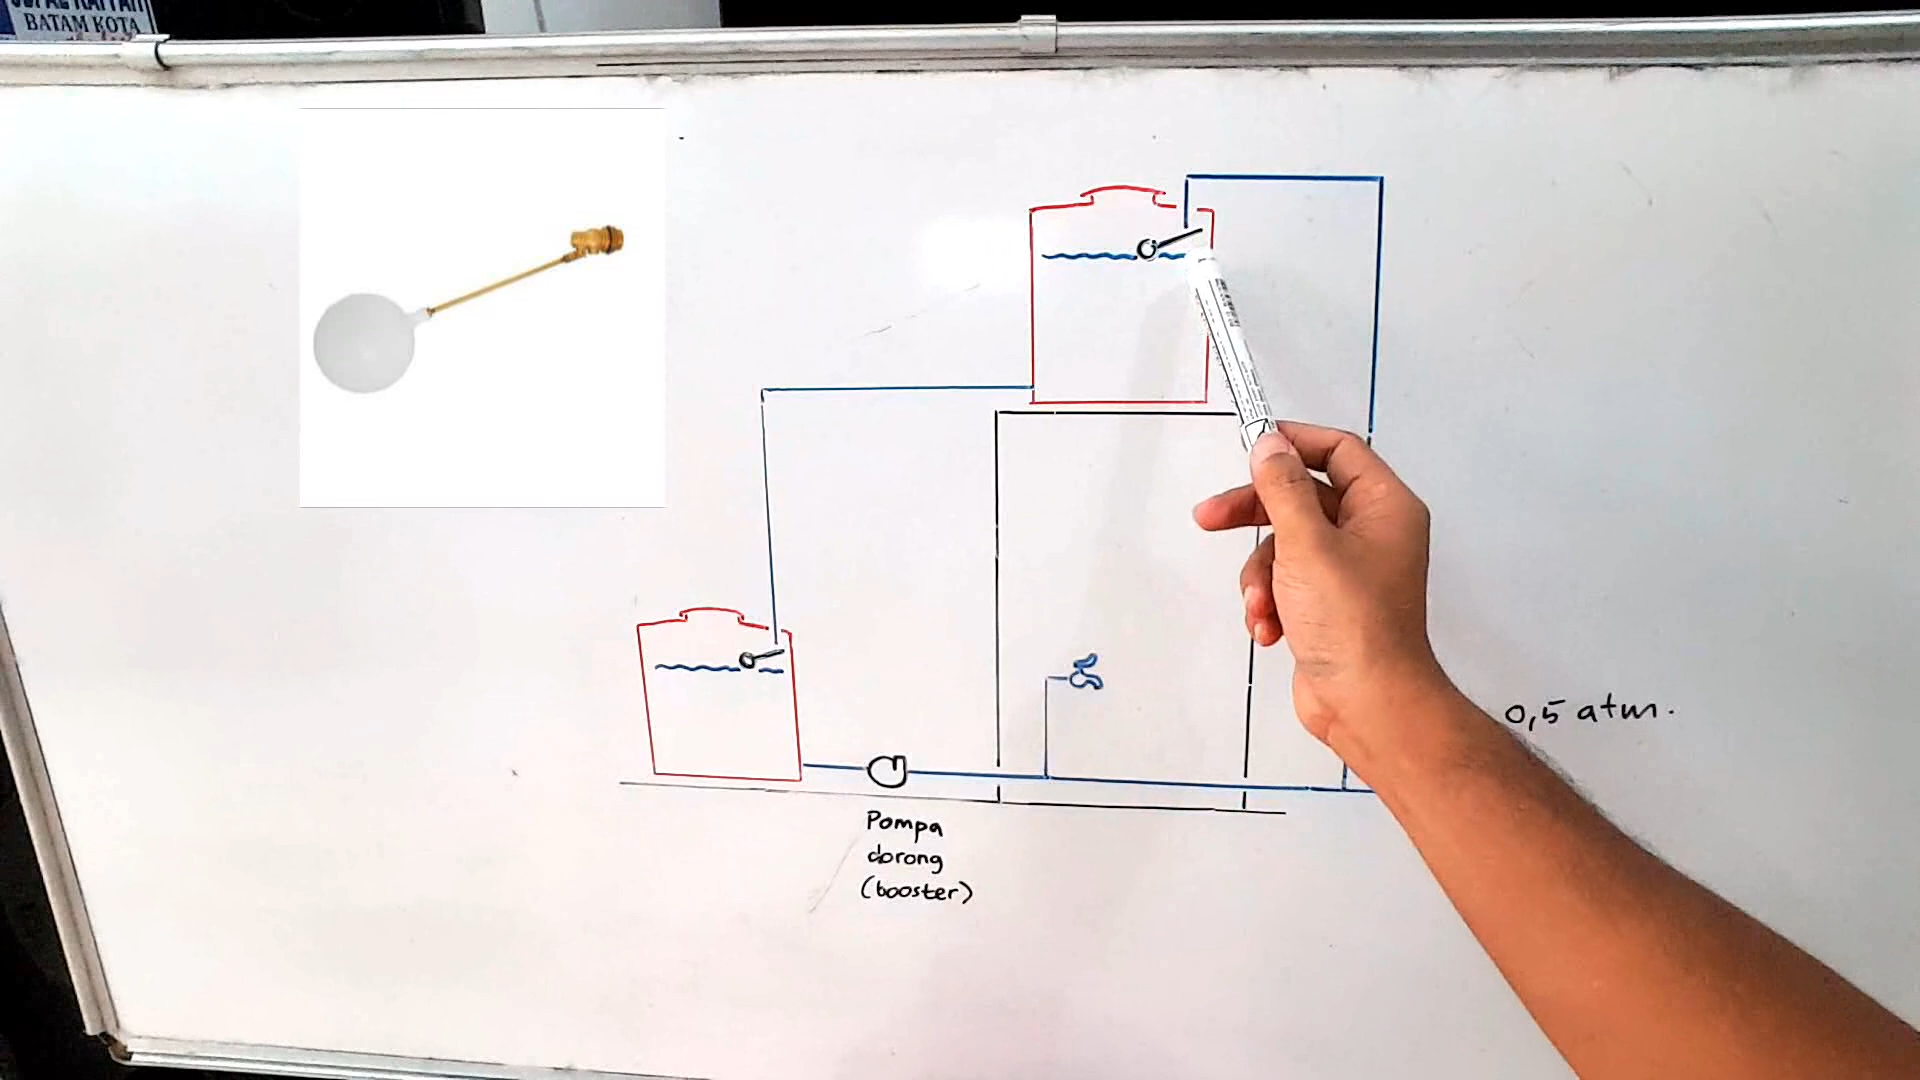 BATAM KOTA
0,5 atm.
Pompa
dorong
(booster)